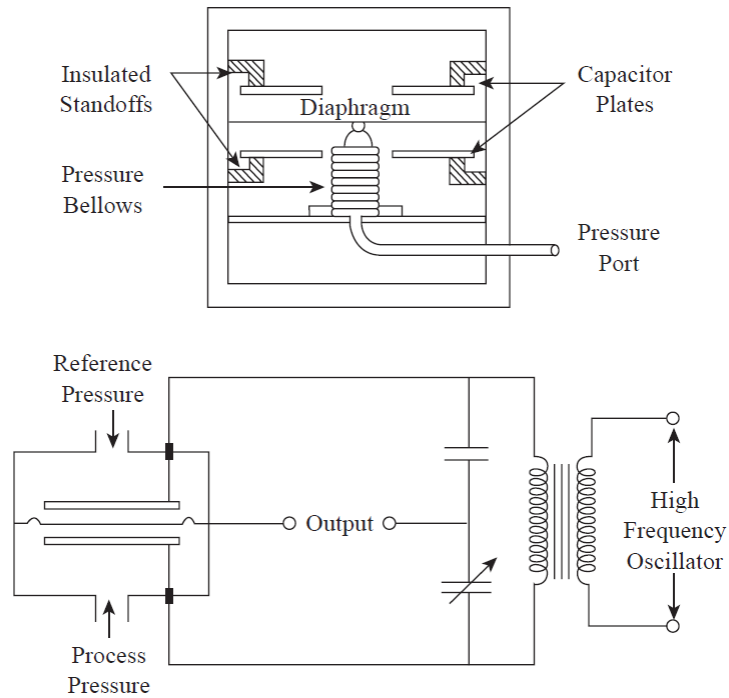 Insulated
Standoffs
Capacitor
Plates
Diaphragm
Pressure
Bellows
Pressure
Port
Reference
Pressure
Output
High
Frequency
Oscillator
Process
Pressure